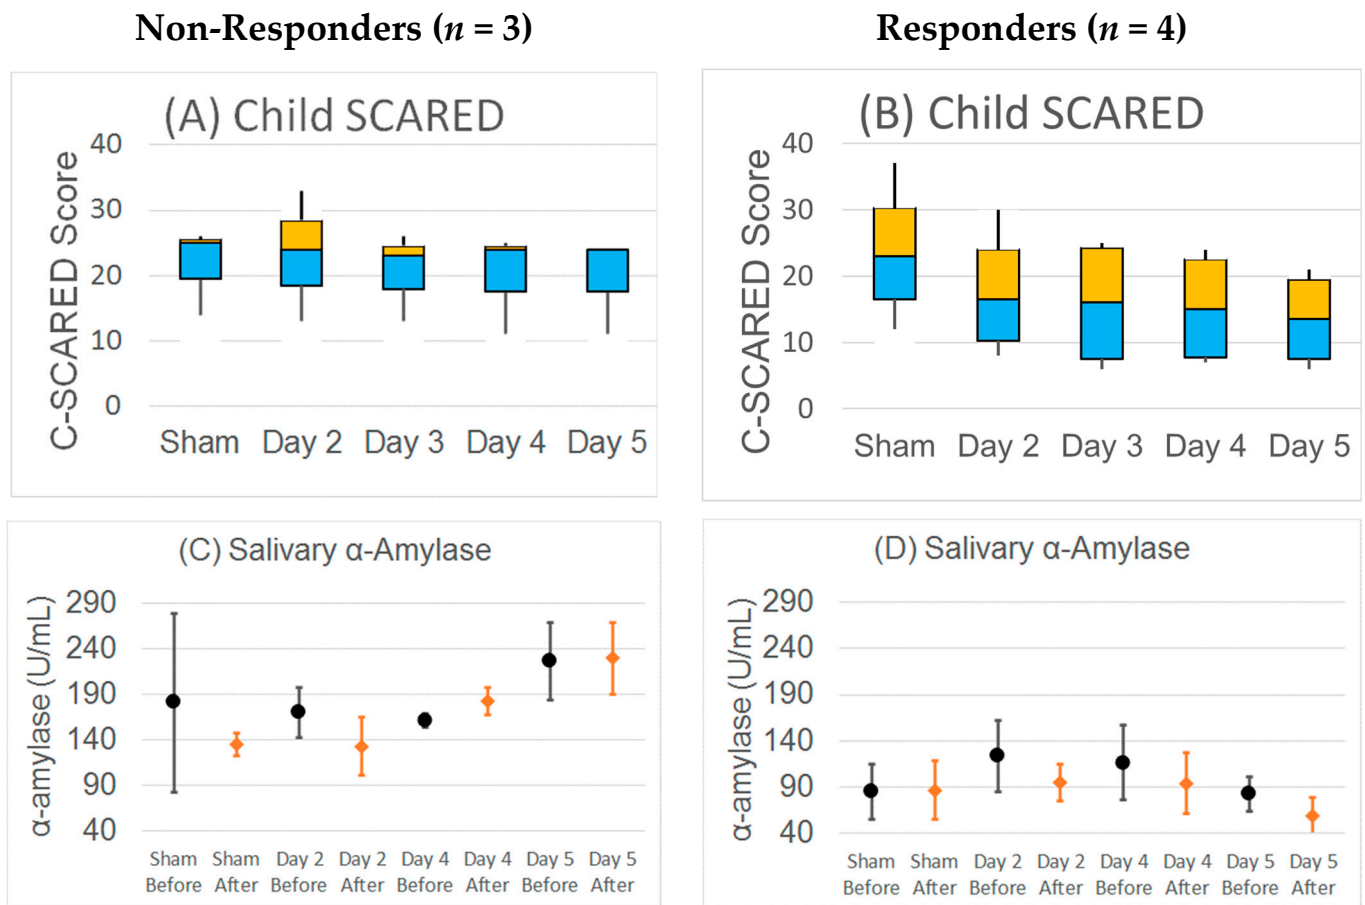 Non-Responders (n = 3)
Responders (n = 4)
(A) Child SCARED
C-SCARED Score
40
30
20
10
0
Sham Day 2 Day 3 Day 4 Day 5
(B) Child SCARED
C-SCARED Score
40
30
20
10
0
Sham Day 2 Day 3 Day 4 Day 5
(C) Salivary α-Amylase
α-amylase (U/mL)
290
240
190
140
90
40
Sham Sham Day 2 Day 2 Day 4 Day 4 Day 5 Day 5
Before After Before After Before After Before After
(D) Salivary α-Amylase
α-amylase (U/mL)
290
240
190
140
90
40
Sham Sham Day 2 Day 2 Day 4 Day 4 Day 5 Day 5
Before After Before After Before After Before After